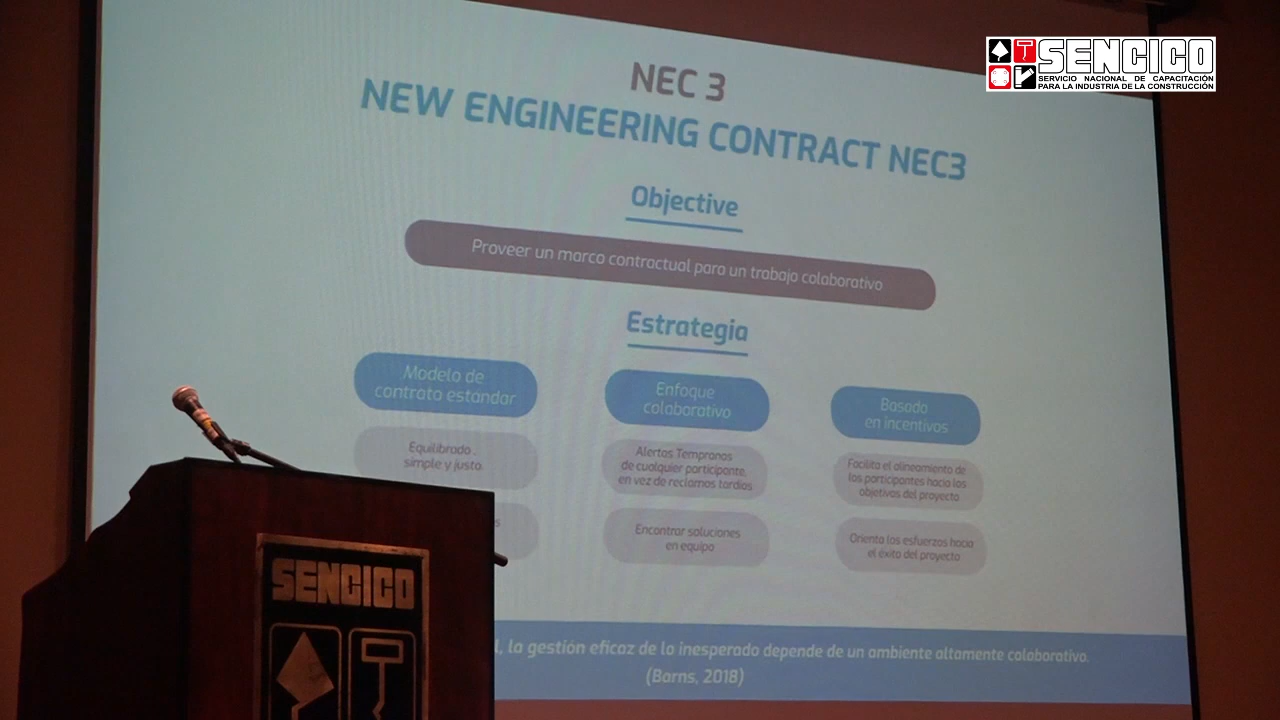 SENCICO
SERVICIO NACIONAL DE CAPACITACIÓN
PARA LA INDUSTRIA DE LA CONSTRUCCIÓN
NEC 3
NEW ENGINEERING CONTRACT NEC3
Objective
Proveer un marco contractual para un trabajo colaborativo
Estrategia
Modelo de
contrato estandar
Enfoque
colaborativo
Basado
en incentivos
Equilibrado ,
simple y justo
Alertas Tempranas
de cualquier participante,
en vez de reclamos tardíos
Facilita el alineamiento de
los participantes hacia los
objetivos del proyecto
Encontrar soluciones
en equipo
Orienta los esfuerzos hacia
el éxito del proyecto
la gestión eficaz de lo inesperado depende de un ambiente altamente colaborativo.
(Barns, 2018)
SENCICO